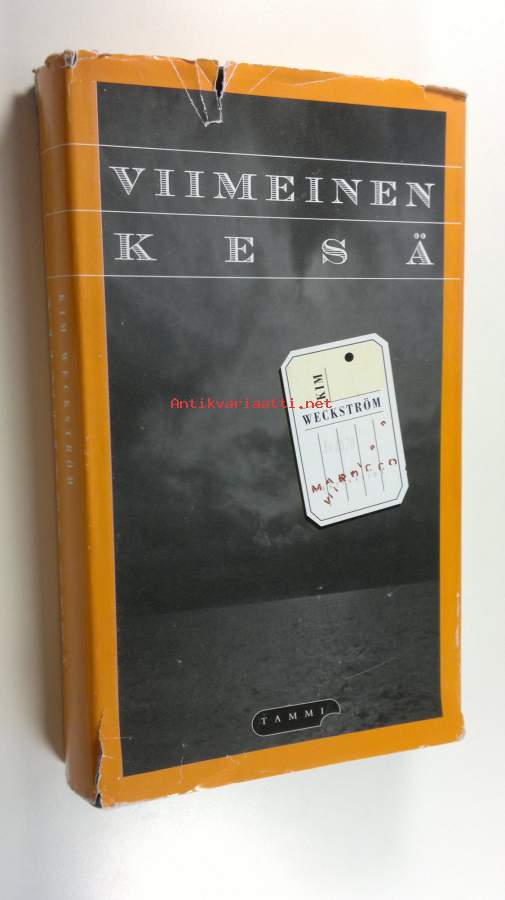 VIIMEINEN
KESÄ
KIM
WECKSTRÖM
MAROCCO
TAMMI
KIM WECKSTRÖM
Antikvariaatti.net